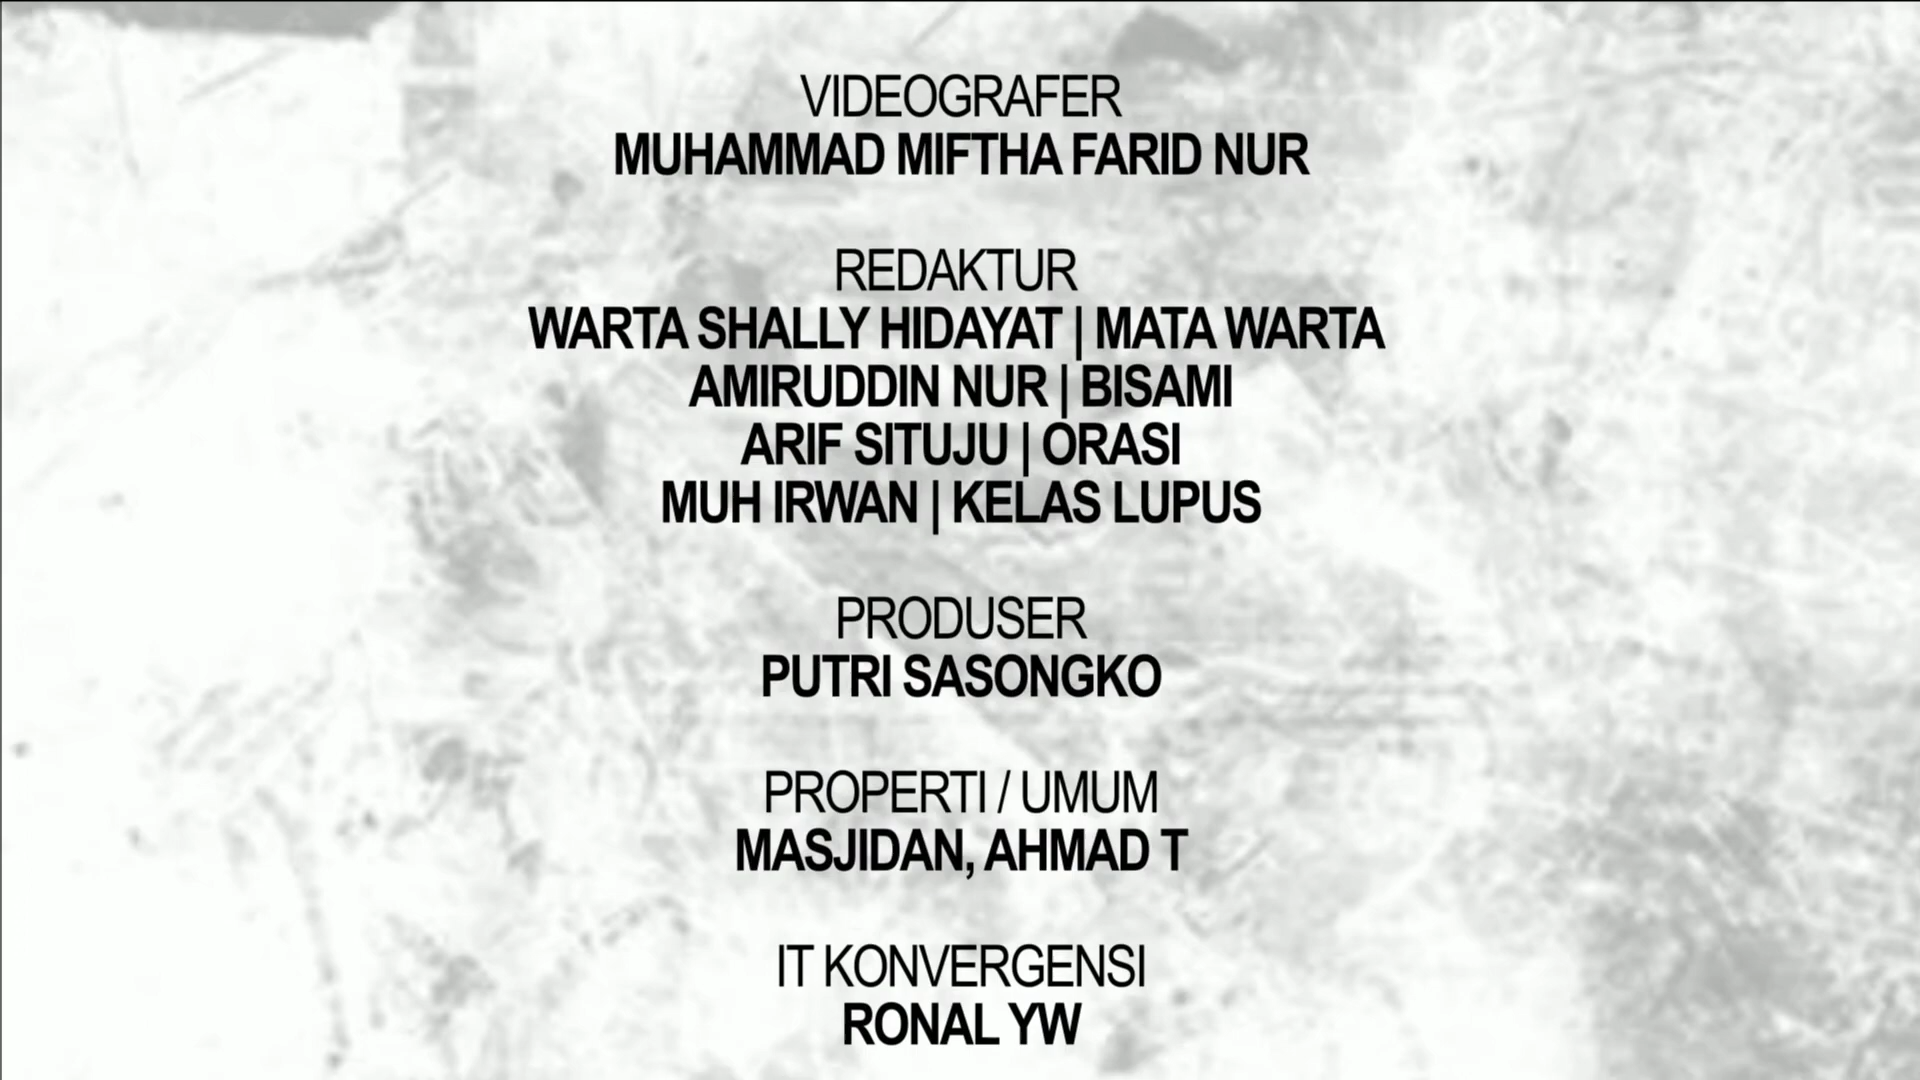 VIDEOGRAFER
MUHAMMAD MIFTHA FARID NUR
REDAKTUR
WARTA SHALLY HIDAYAT | MATA WARTA
AMIRUDDIN NUR | BISAMI
ARIF SITUJU | ORASI
MUH IRWAN | KELAS LUPUS
PRODUSER
PUTRI SASONGKO
PROPERTI / UMUM
MASJIDAN, AHMAD T
IT KONVERGENSI
RONAL YW